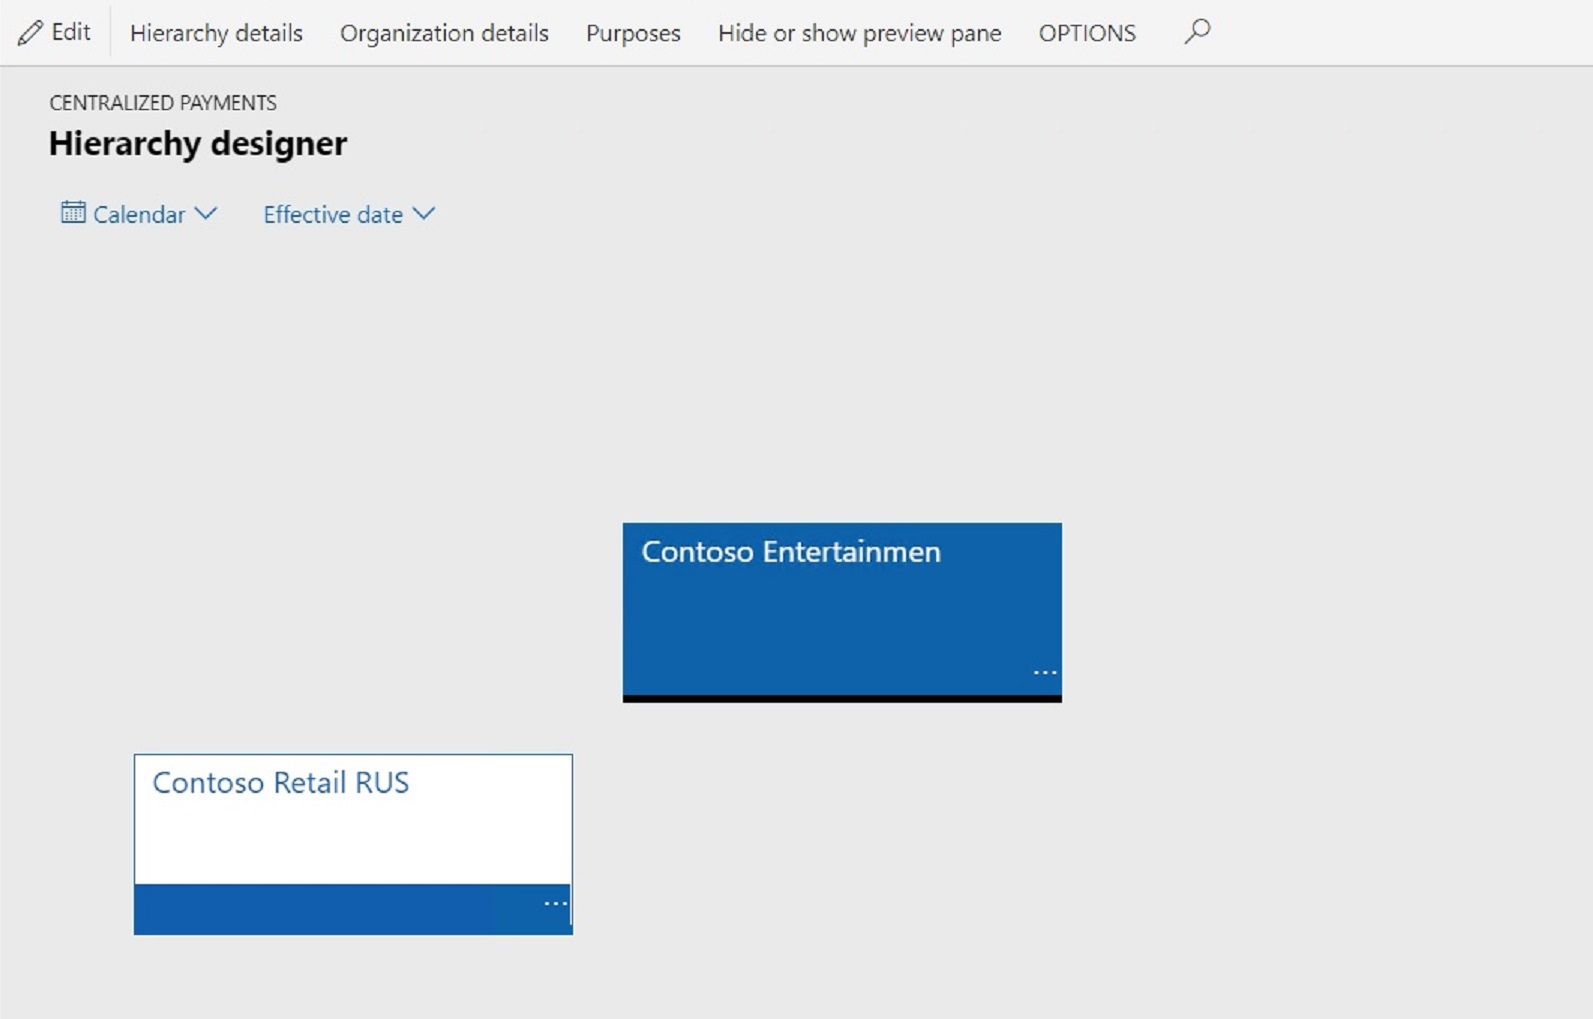 Edit Hierarchy details Organization details Purposes Hide or show preview pane OPTIONS
CENTRALIZED PAYMENTS
Hierarchy designer
Calendar Effective date
Contoso Entertainmen
...
Contoso Retail RUS
...